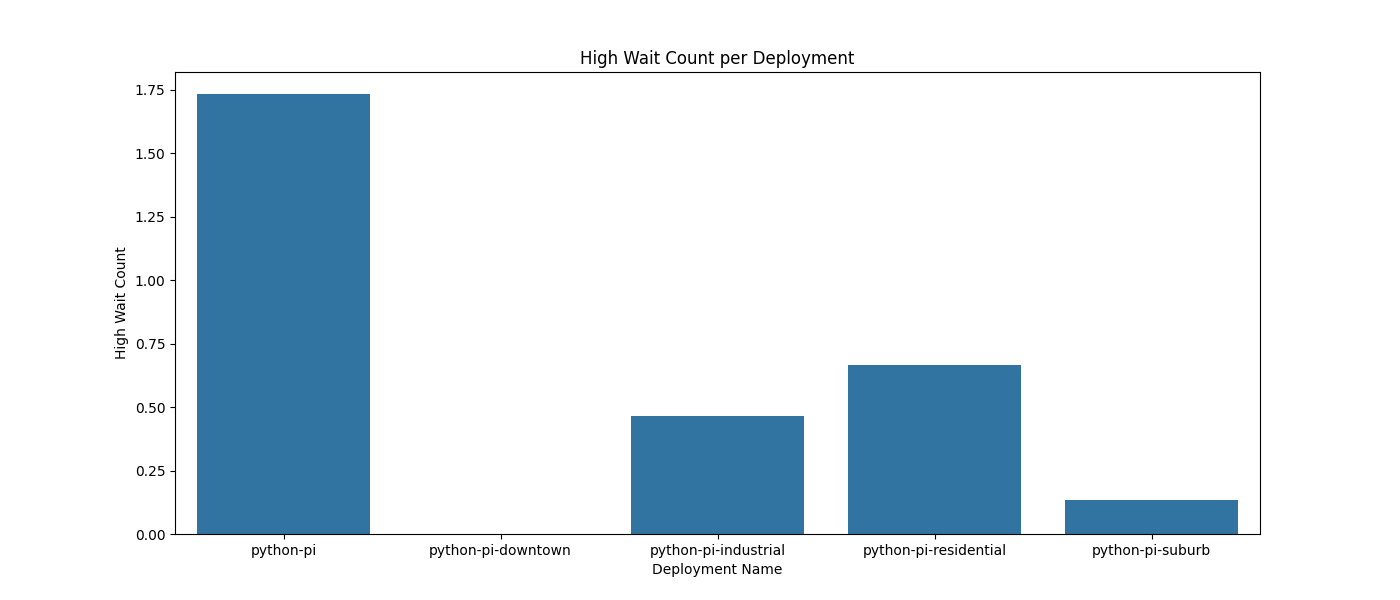 High Wait Count per Deployment
High Wait Count
1.75
1.50
1.25
1.00
0.75
0.50
0.25
0.00
python-pi python-pi-downtown python-pi-industrial python-pi-residential python-pi-suburb
Deployment Name